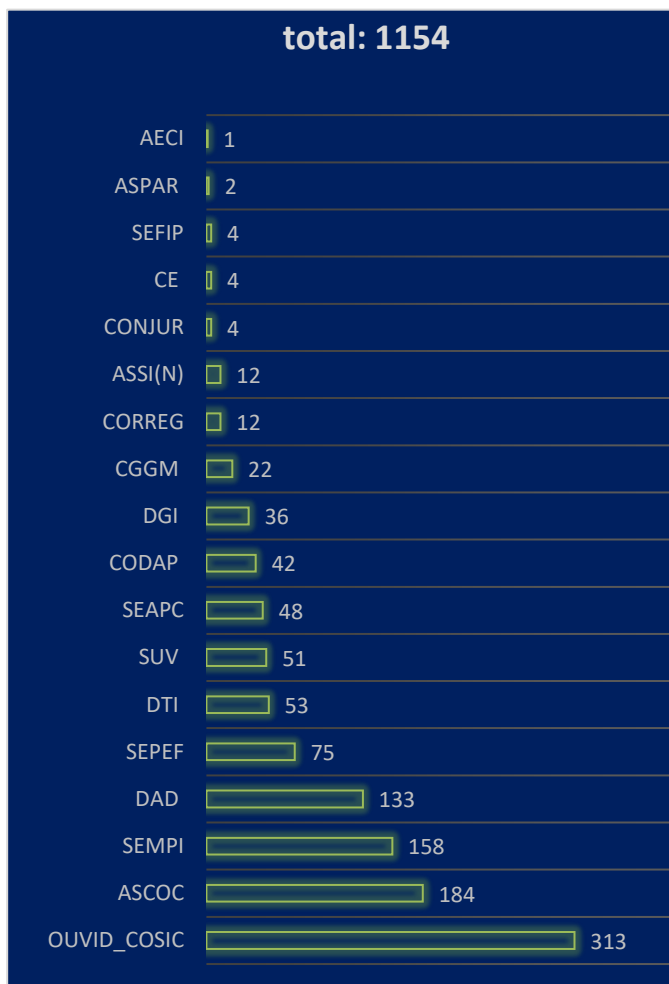 total: 1154
AECI 1
ASPAR 2
SEFIP 4
CE 4
CONJUR 4
ASSI(N) 12
CORREG 12
CGGM 22
DGI 36
CODAP 42
SEAPC 48
SUV 51
DTI 53
SEPEF 75
DAD 133
SEMPI 158
ASCOC 184
OUVID_COSIC 313